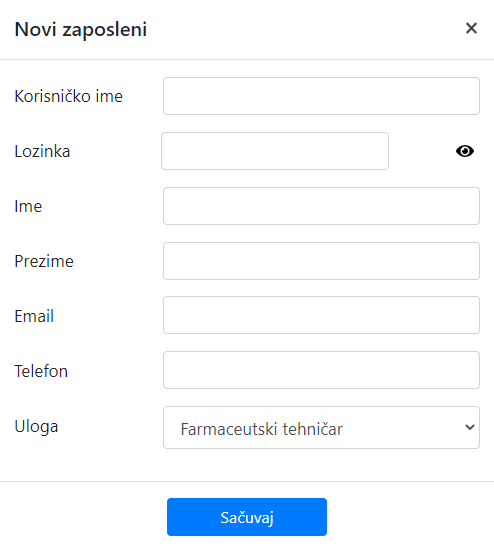 Novi zaposleni ×
Korisničko ime
Lozinka
Ime
Prezime
Email
Telefon
Uloga Farmaceutski tehničar
Sačuvaj